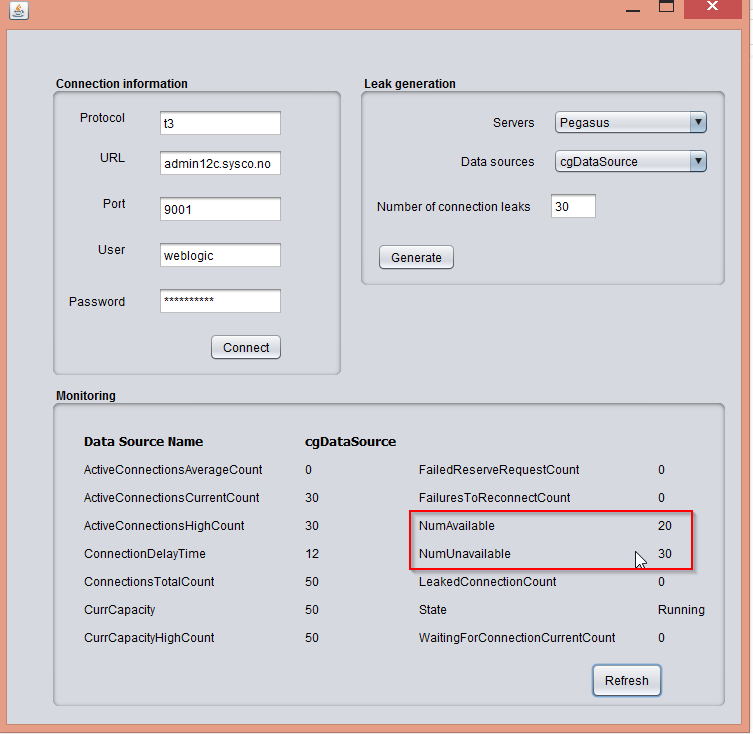 Connection information
Protocol t3
URL admin12c.sysco.no
Port 9001
User weblogic
Password **********
Connect
Leak generation
Servers Pegasus
Data sources cgDataSource
Number of connection leaks 30
Generate
Monitoring
Data Source Name cgDataSource
ActiveConnectionsAverageCount 0 FailedReserveRequestCount 0
ActiveConnectionsCurrentCount 30 FailuresToReconnectCount 0
ActiveConnectionsHighCount 30 NumAvailable 20
ConnectionDelayTime 12 NumUnavailable 30
ConnectionsTotalCount 50 LeakedConnectionCount 0
CurrCapacity 50 State Running
CurrCapacityHighCount 50 WaitingForConnectionCurrentCount 0
Refresh